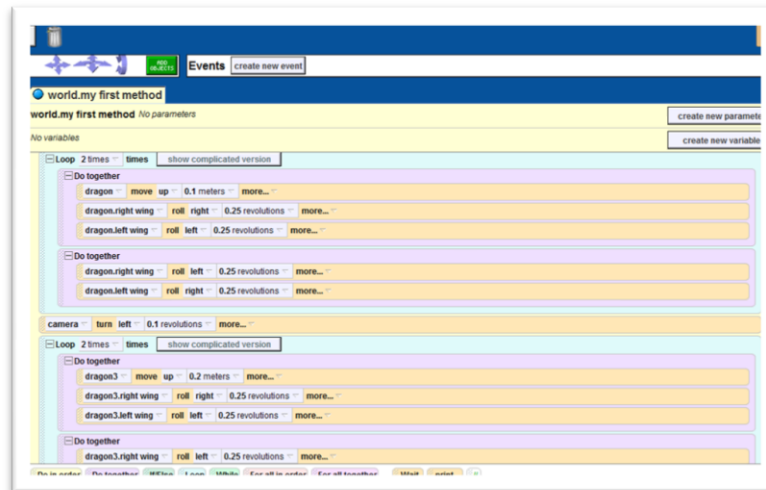 ADD OBJECTS Events create new event
world.my first method
world.my first method No parameters create new paramete
No variables create new variable
Loop 2 times times show complicated version
Do together
dragon move up 0.1 meters more...
dragon.right wing roll right 0.25 revolutions more...
dragon.left wing roll left 0.25 revolutions more...
Do together
dragon.right wing roll left 0.25 revolutions more...
dragon.left wing roll right 0.25 revolutions more...
camera turn left 0.1 revolutions more...
Loop 2 times times show complicated version
Do together
dragon3 move up 0.2 meters more...
dragon3.right wing roll right 0.25 revolutions more...
dragon3.left wing roll left 0.25 revolutions more...
Do together
dragon3.right wing roll left 0.25 revolutions more...
Do in order Do together If/Else Loop While For all in order For all together Wait print //